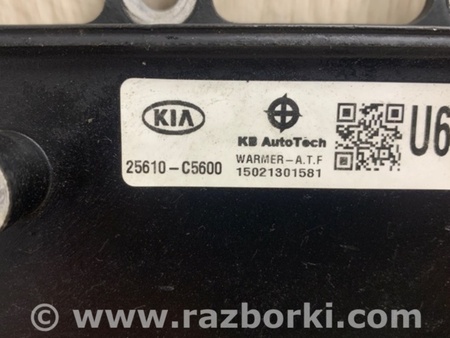 KIA
KB AutoTech
U6
25610-C5600
WARMER-A.T.F
15021301581
© www.razborki.com